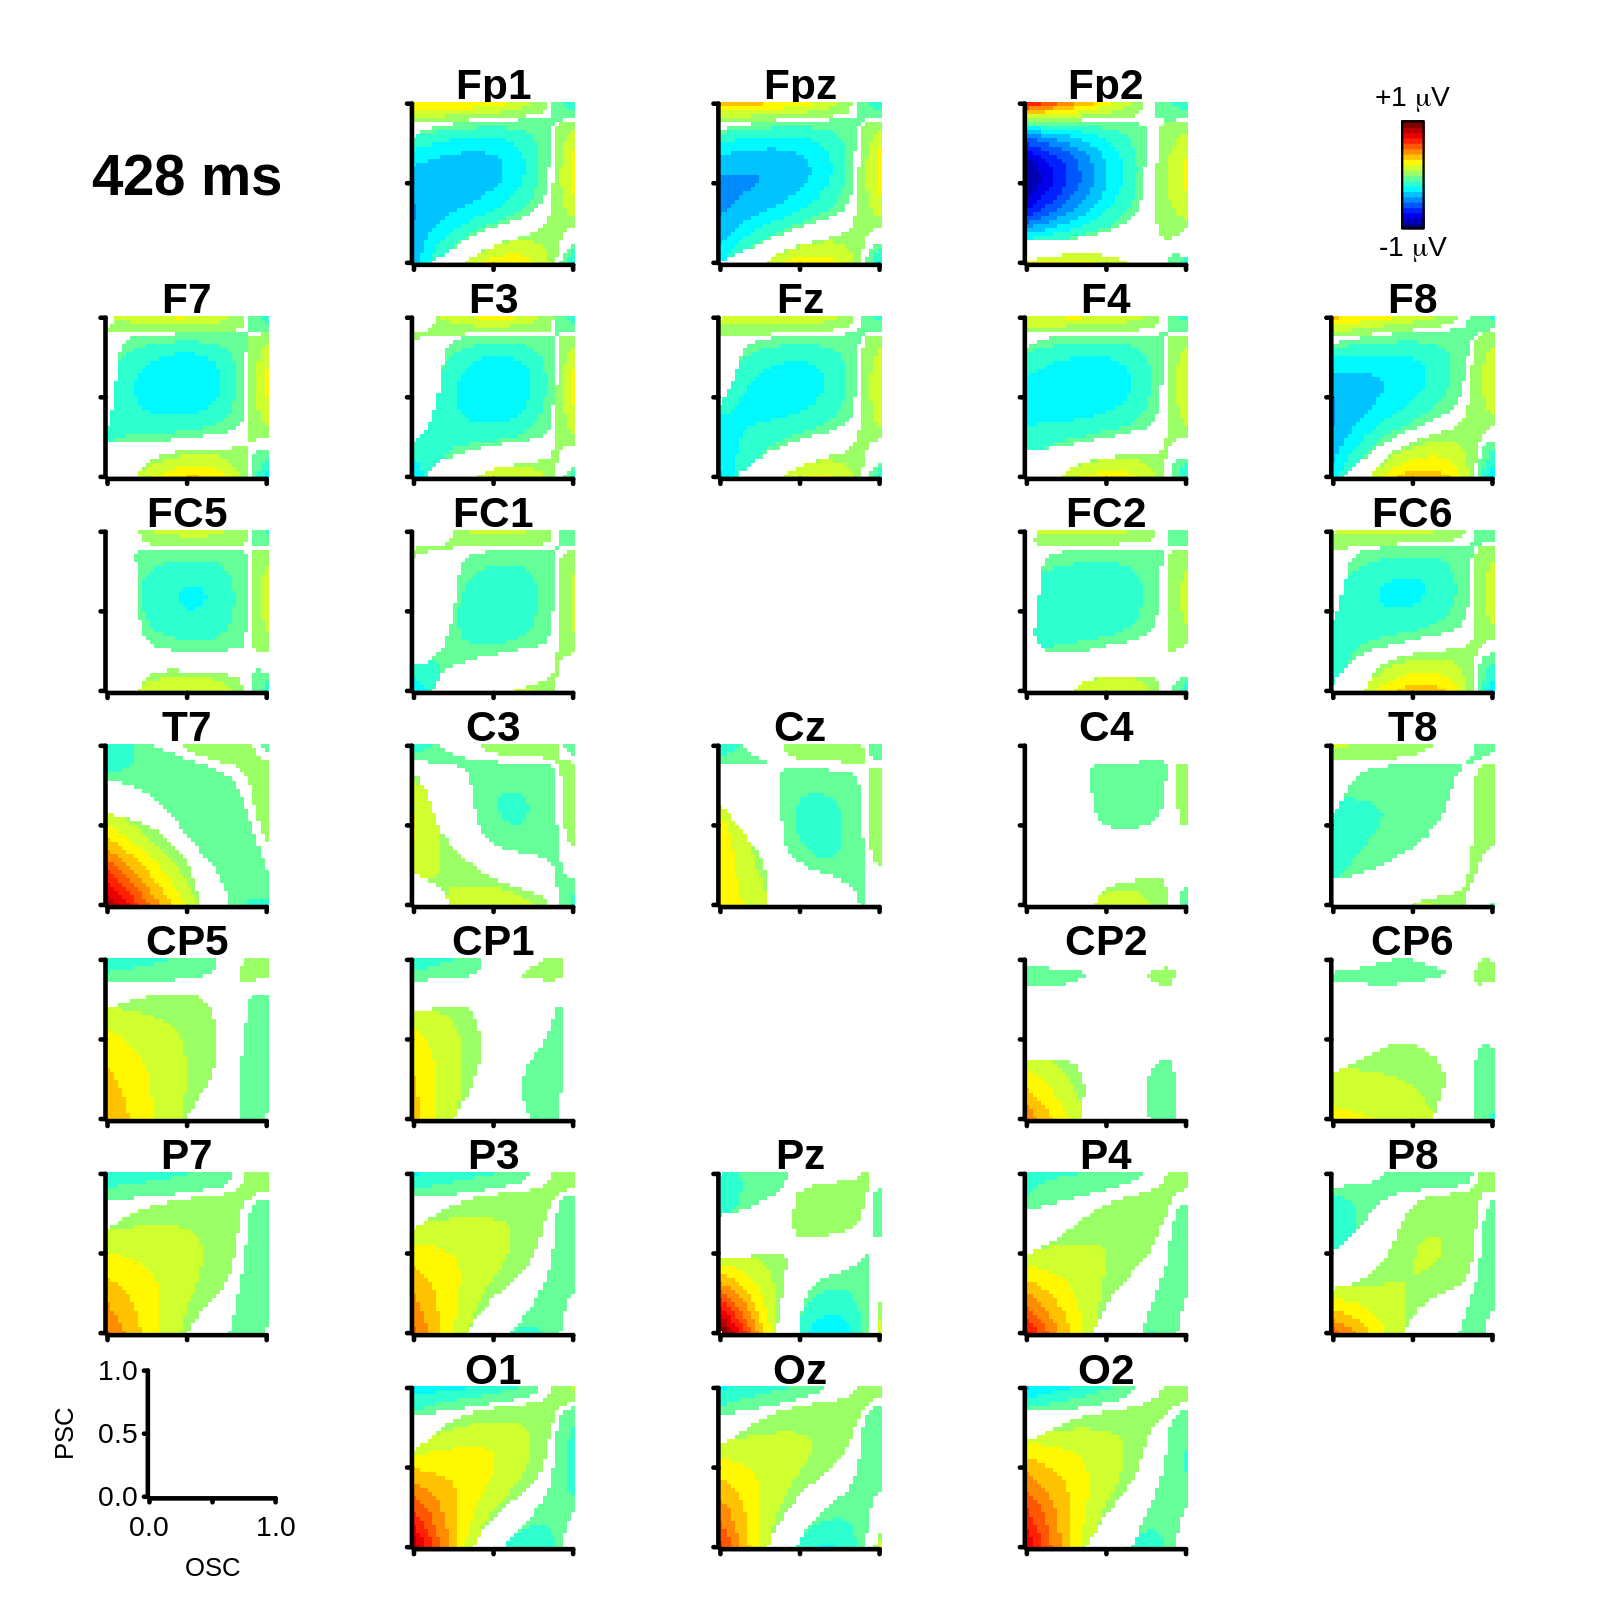 Fp1 Fpz Fp2
+1 μV
428 ms
-1 μV
F7 F3 Fz F4 F8
FC5 FC1 FC2 FC6
T7 C3 Cz C4 T8
CP5 CP1 CP2 CP6
P7 P3 Pz P4 P8
O1 Oz O2
1.0
PSC
0.5
0.0
0.0 1.0
OSC